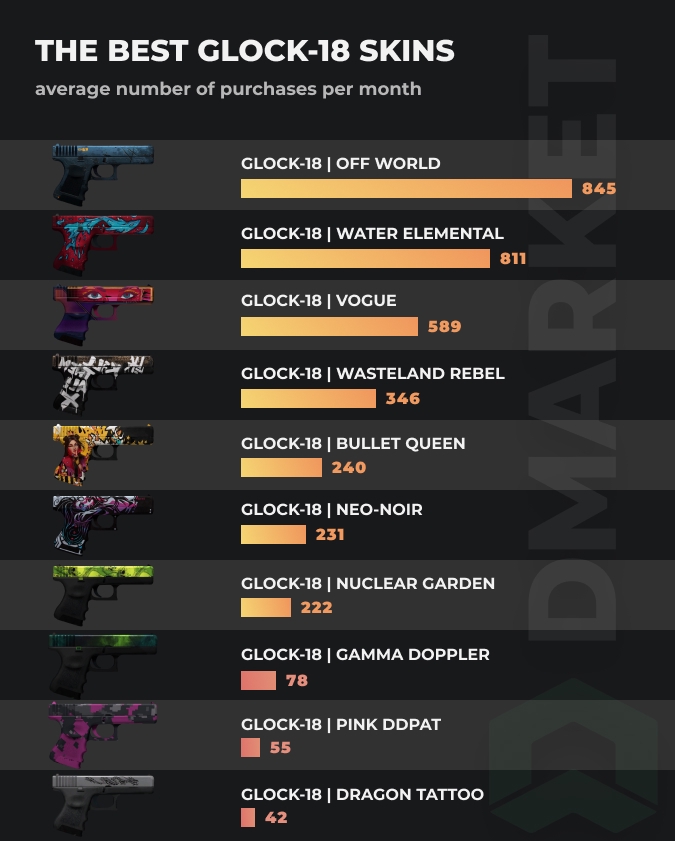 THE BEST GLOCK-18 SKINS
average number of purchases per month
GLOCK-18 | OFF WORLD
845
GLOCK-18 | WATER ELEMENTAL
811
GLOCK-18 | VOGUE
589
GLOCK-18 | WASTELAND REBEL
346
GLOCK-18 | BULLET QUEEN
240
GLOCK-18 | NEO-NOIR
231
GLOCK-18 | NUCLEAR GARDEN
222
GLOCK-18 | GAMMA DOPPLER
78
GLOCK-18 | PINK DDPAT
55
GLOCK-18 | DRAGON TATTOO
42
DMARKET